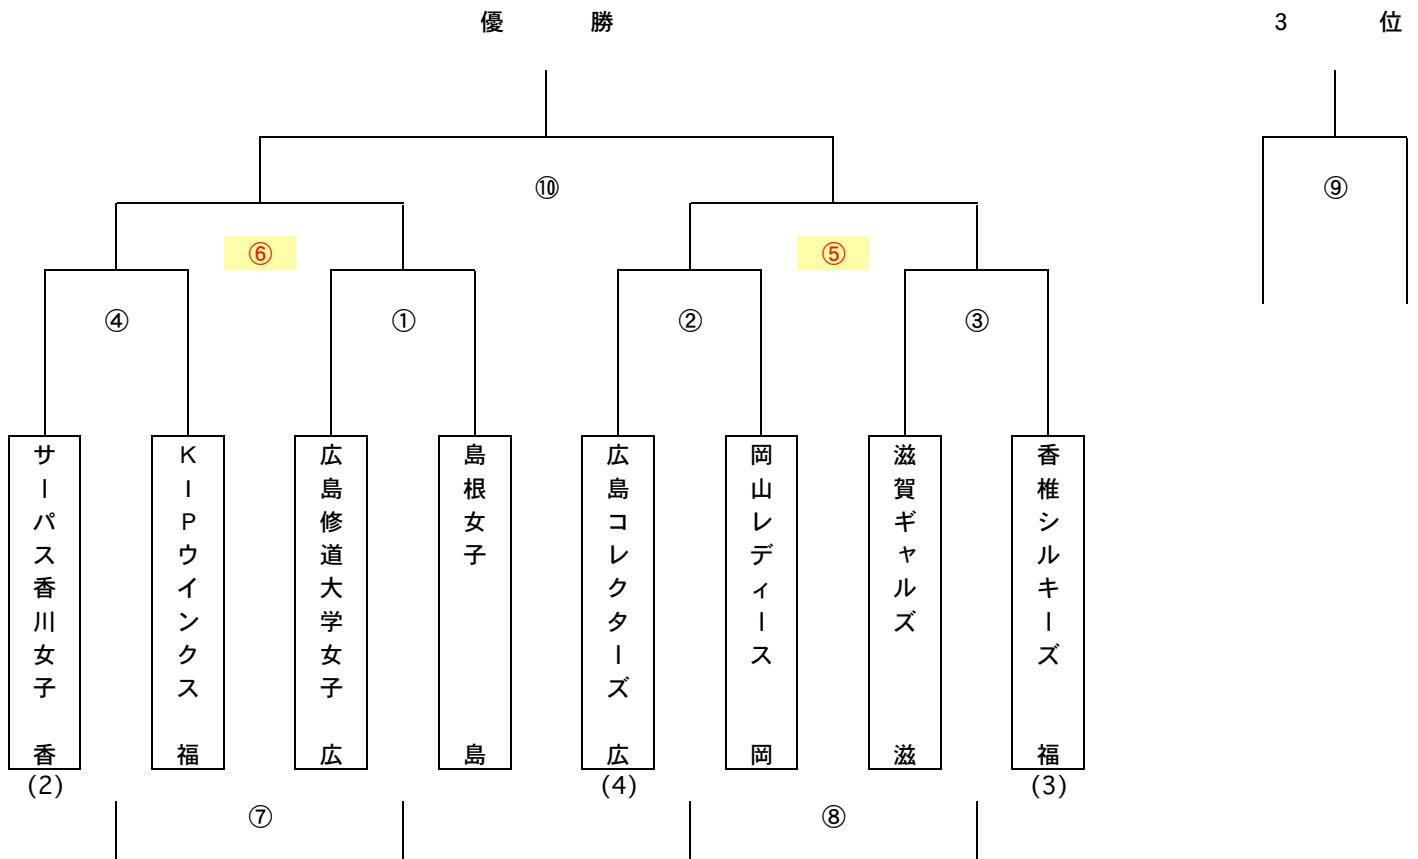 優 勝
3 位
⑩
⑨
⑥
⑤
④
①
②
③
サーパス香川女子 香
KIPウインクス 福
広島修道大学女子 広
島根女子 島
広島コレクターズ 広
岡山レディース 岡
滋賀ギャルズ 滋
香椎シルキーズ 福
(2)
(4)
(3)
⑦
⑧